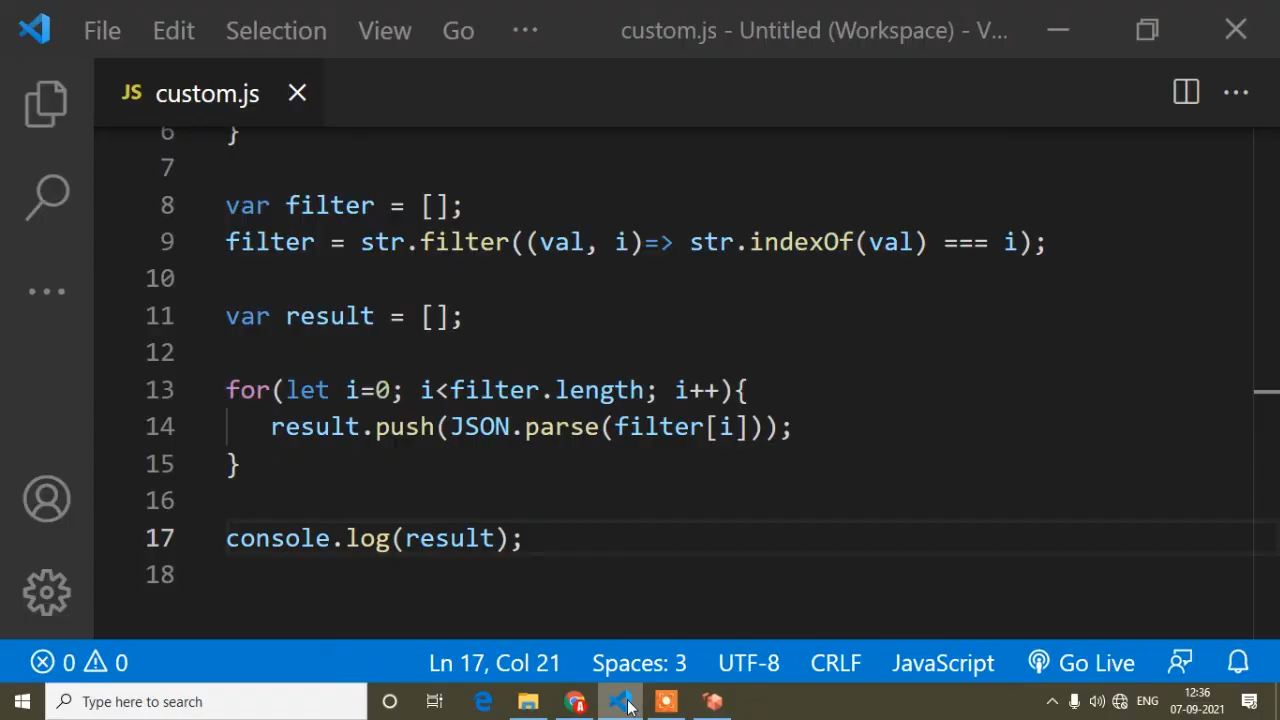 File Edit Selection View Go ··· custom.js - Untitled (Workspace) - V...
JS custom.js
6 }
7
8 var filter = [];
9 filter = str.filter((val, i)=> str.indexOf(val) === i);
10
11 var result = [];
12
13 for(let i=0; i<filter.length; i++){
14 result.push(JSON.parse(filter[i]));
15 }
16
17 console.log(result);
18
0 0 Ln 17, Col 21 Spaces: 3 UTF-8 CRLF JavaScript Go Live
Type here to search ENG 12:36
07-09-2021